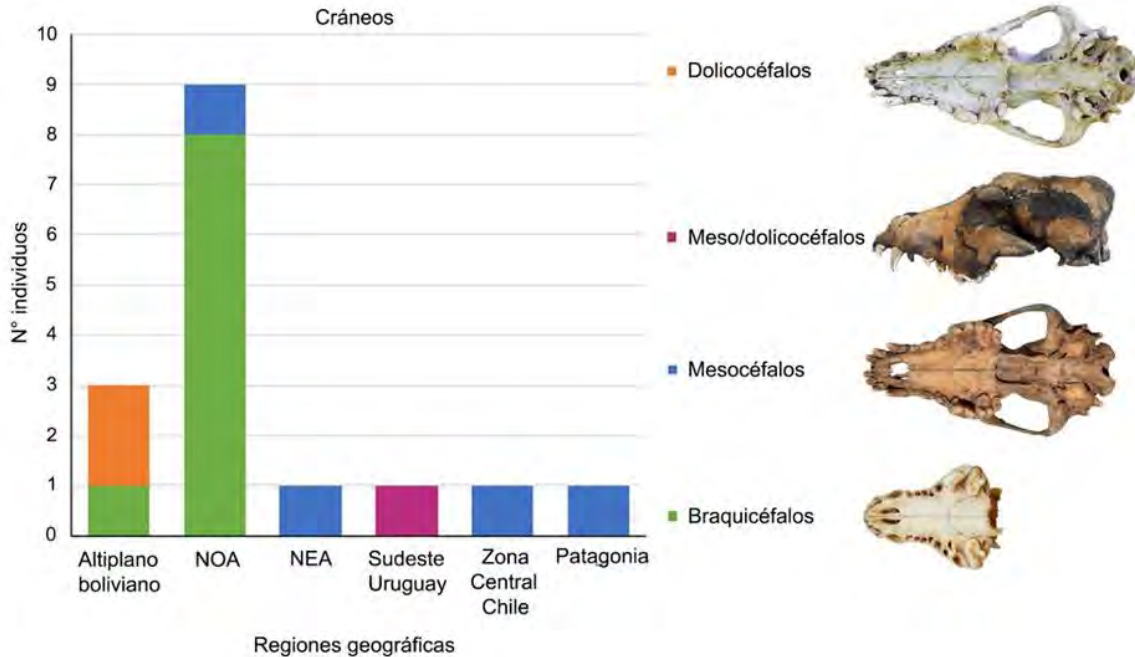 Cráneos
10
9
8
7
6
5
4
3
2
1
0
N° individuos
Altiplano
boliviano
NOA
NEA
Sudeste
Uruguay
Zona
Central
Chile
Patagonia
Regiones geográficas
Dolicocéfalos
Meso/dolicocéfalos
Mesocéfalos
Braquicéfalos